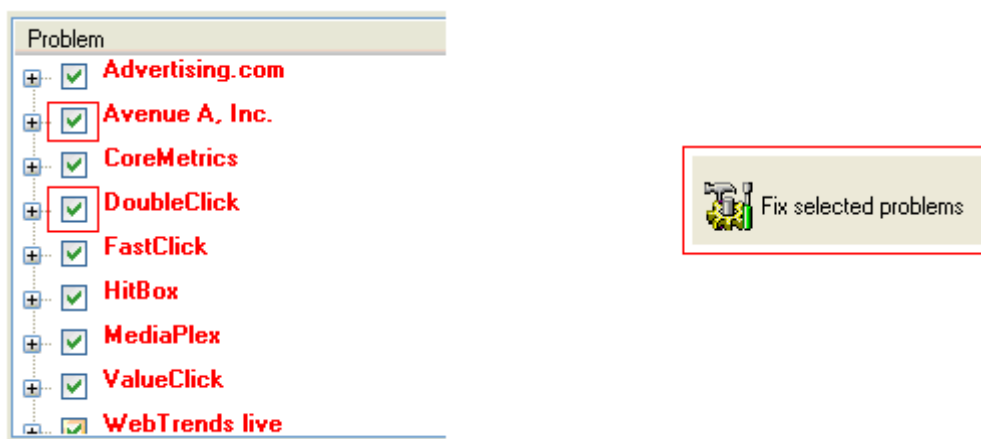 Problem
Advertising.com
Avenue A, Inc.
CoreMetrics
DoubleClick
FastClick
HitBox
MediaPlex
ValueClick
WebTrends live
Fix selected problems